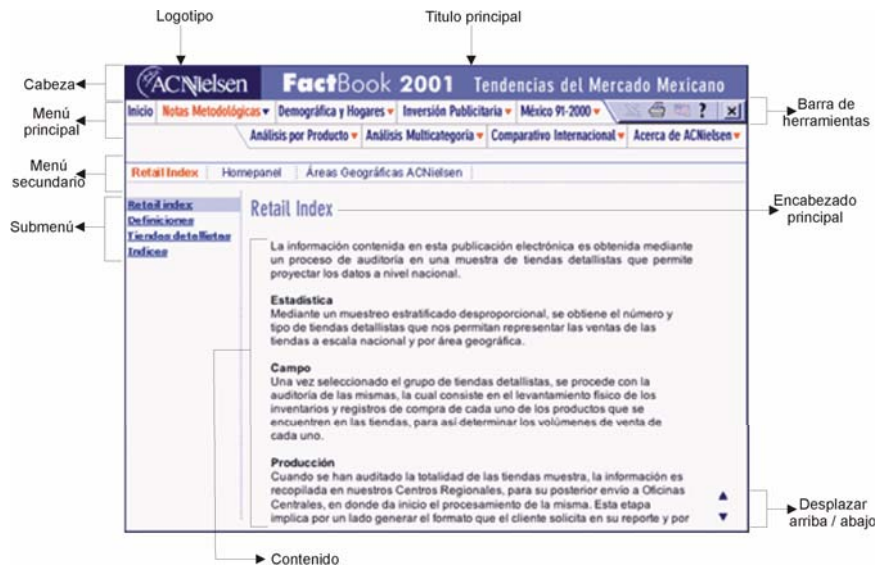 Logotipo
Titulo principal
Cabeza
ACNielsen FactBook 2001 Tendencias del Mercado Mexicano
Menú
principal
Inicio Notas Metodológicas Demográfica y Hogares Inversión Publicitaria México 91-2000 ? x
Barra de
herramientas
Análisis por Producto Análisis Multicategoria Comparativo Internacional Acerca de ACNielsen
Menú
secundario
Retail Index Homepanel Áreas Geográficas ACNielsen
Submenú
Retail index
Definiciones
Tiendas detallistas
Indices
Retail Index
Encabezado
principal
La información contenida en esta publicación electrónica es obtenida mediante
un proceso de auditoría en una muestra de tiendas detallistas que permite
proyectar los datos a nivel nacional.
Estadística
Mediante un muestreo estratificado desproporcional, se obtiene el número y
tipo de tiendas detallistas que nos permitan representar las ventas de las
tiendas a escala nacional y por área geográfica.
Campo
Una vez seleccionado el grupo de tiendas detallistas, se procede con la
auditoría de las mismas, la cual consiste en el levantamiento físico de los
inventarios y registros de compra de cada uno de los productos que se
encuentren en las tiendas, para así determinar los volúmenes de venta de
cada uno.
Producción
Cuando se han auditado la totalidad de las tiendas muestra, la información es
recopilada en nuestros Centros Regionales, para su posterior envío a Oficinas
Centrales, en donde da inicio el procesamiento de la misma. Esta etapa
implica por un lado generar el formato que el cliente solicita en su reporte y por
Desplazar
arriba / abajo
Contenido